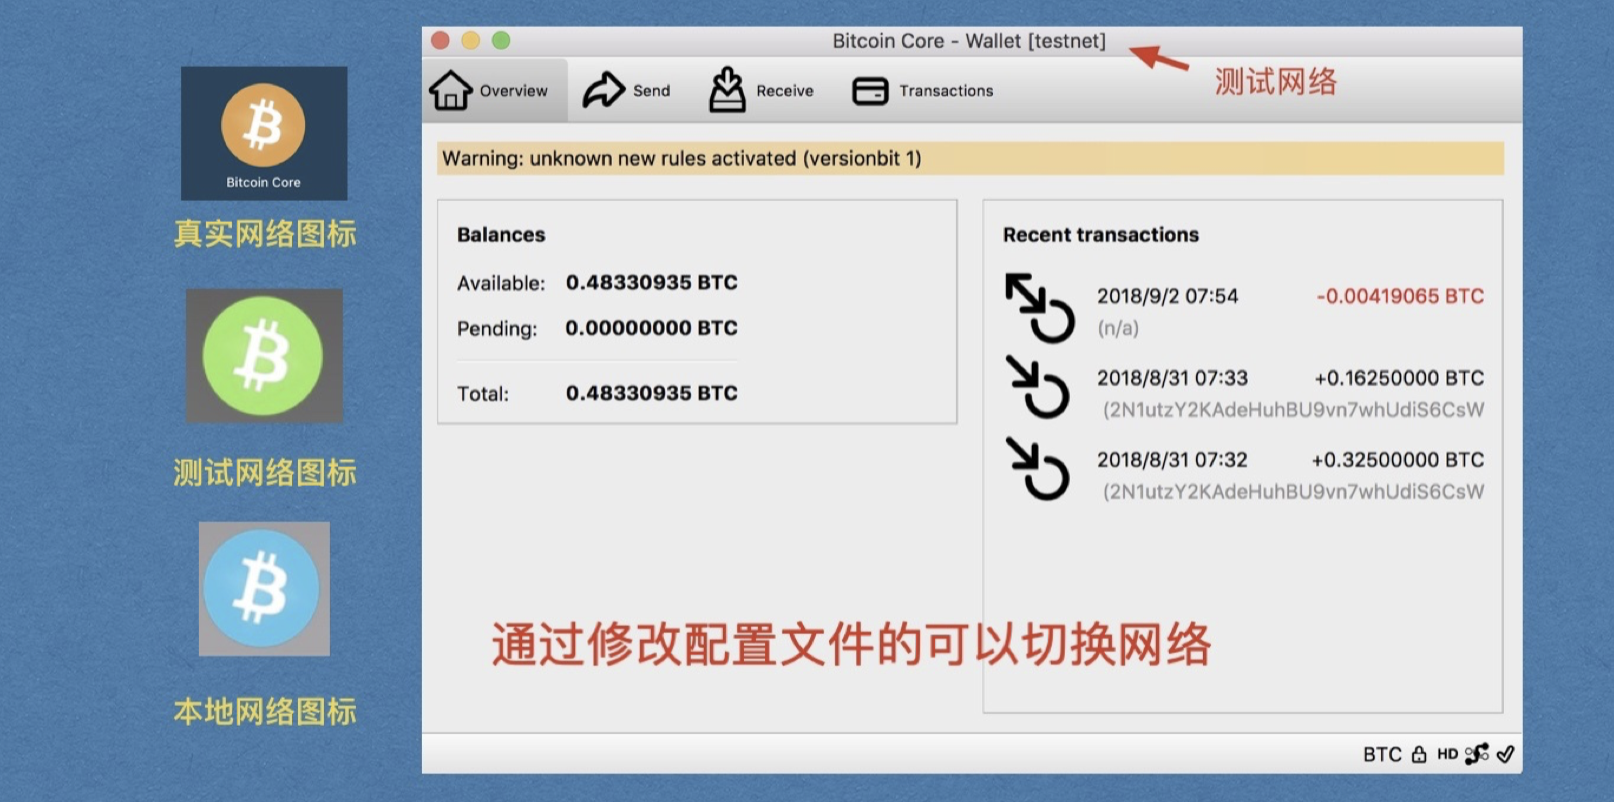 Bitcoin Core
真实网络图标
测试网络图标
本地网络图标
Bitcoin Core - Wallet [testnet]
测试网络
Overview
Send
Receive
Transactions
Warning: unknown new rules activated (versionbit 1)
Balances
Available: 0.48330935 BTC
Pending: 0.00000000 BTC
Total: 0.48330935 BTC
Recent transactions
2018/9/2 07:54 -0.00419065 BTC
(n/a)
2018/8/31 07:33 +0.16250000 BTC
(2N1utzY2KAdeHuhBU9vn7whUdiS6CsW
2018/8/31 07:32 +0.32500000 BTC
(2N1utzY2KAdeHuhBU9vn7whUdiS6CsW
通过修改配置文件的可以切换网络
BTC HD